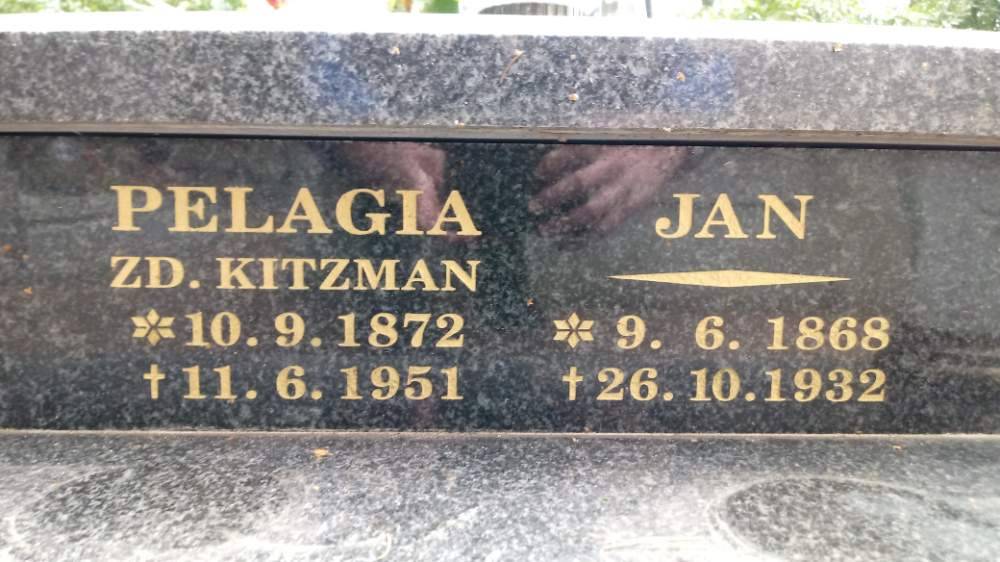 PELAGIA
ZD. KITZMAN
✲10. 9. 1872
†11. 6. 1951
JAN
✲ 9. 6. 1868
†26. 10. 1932